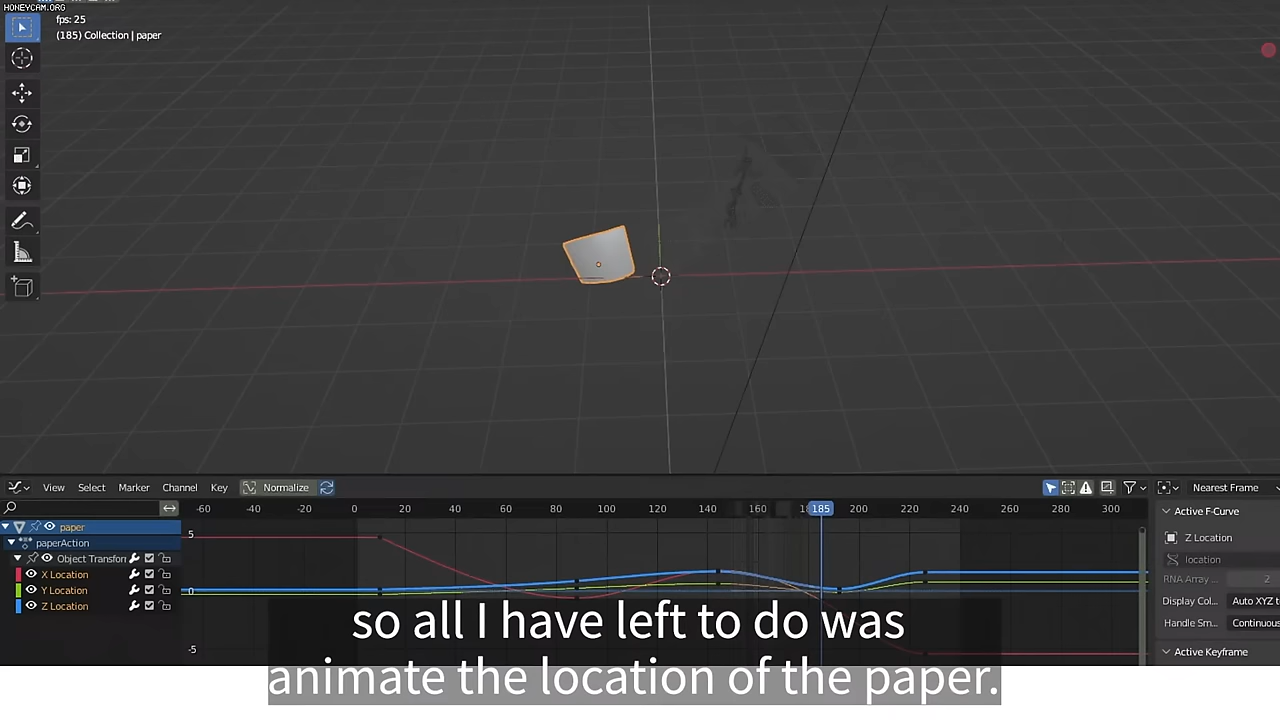 HONEYCAM.ORG
fps: 25
(185) Collection | paper
View Select Marker Channel Key Normalize Nearest Frame
-60 -40 -20 0 20 40 60 80 100 120 140 160 185 200 220 240 260 280 300
paper
paperAction
Object Transforn
X Location
Y Location
Z Location
5
0
-5
Active F-Curve
Z Location
location
RNA Array ... 2
Display Col... Auto XYZ t
Handle Sm... Continuous
Active Keyframe
so all I have left to do was
animate the location of the paper.